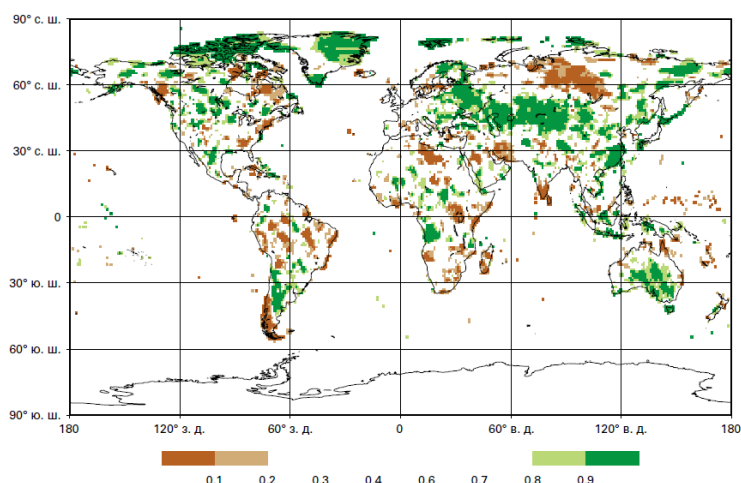 90° с. ш.
60° с. ш.
30° с. ш.
0
30° ю. ш.
60° ю. ш.
90° ю. ш.
180 120° з. д. 60° з. д. 0 60° в. д. 120° в. д. 180
0.1 0.2 0.3 0.4 0.6 0.7 0.8 0.9